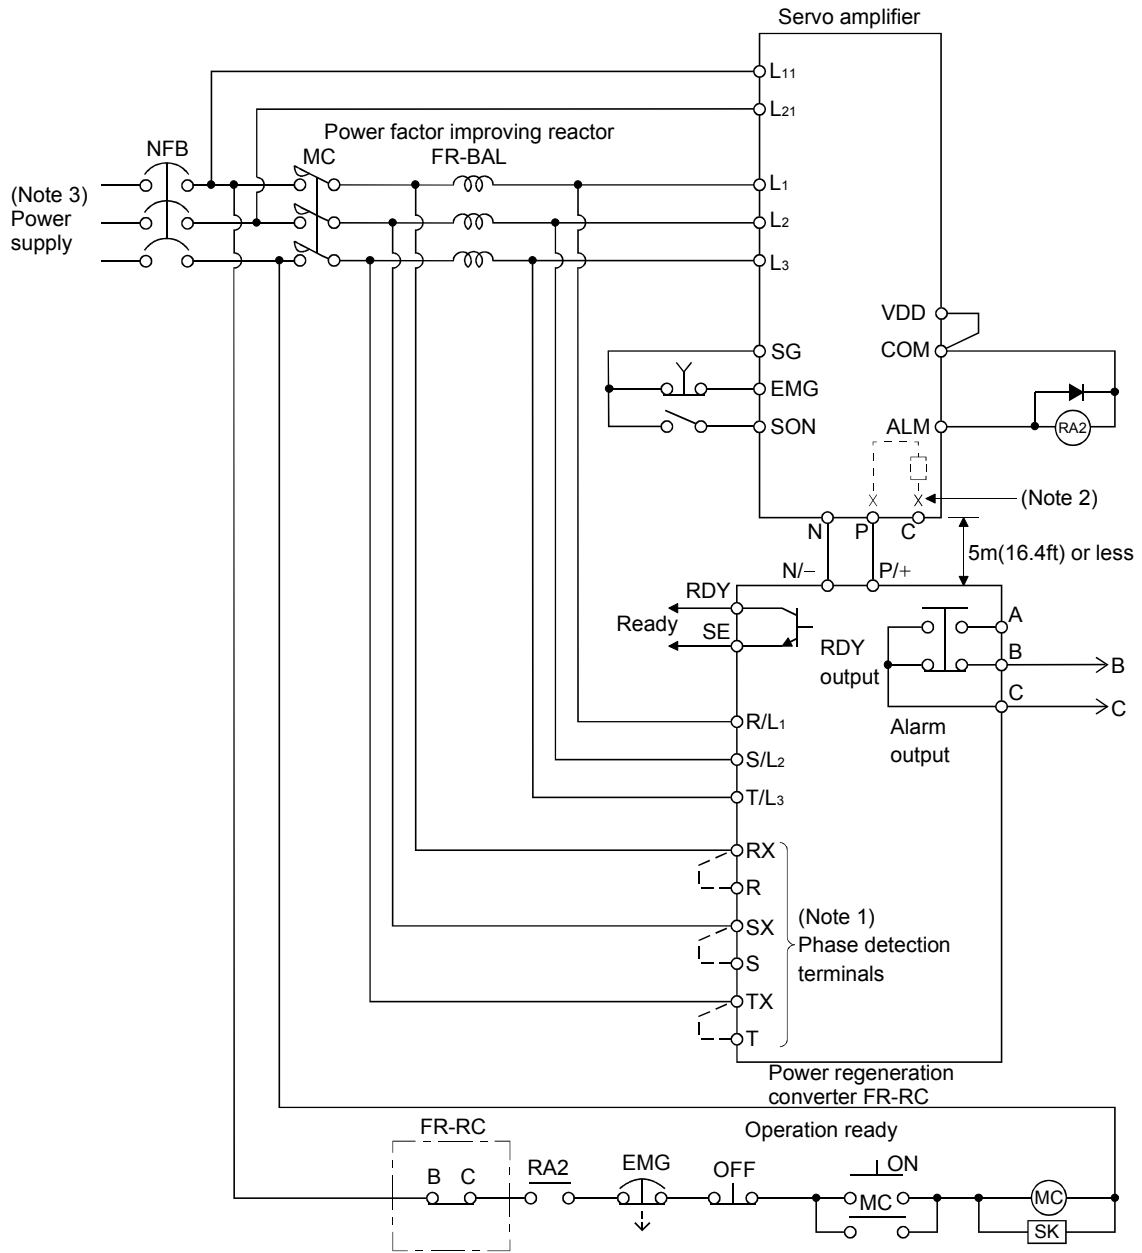 Servo amplifier
L11
L21
Power factor improving reactor
NFB
MC
FR-BAL
(Note 3)
Power
supply
L1
L2
L3
VDD
SG
COM
EMG
SON
ALM
RA2
(Note 2)
N
P
C
5m(16.4ft) or less
N/−
P/+
RDY
Ready
SE
RDY
output
A
B
B
C
C
Alarm
output
R/L1
S/L2
T/L3
RX
R
(Note 1)
SX
Phase detection
S
terminals
TX
T
Power regeneration
converter FR-RC
FR-RC
Operation ready
B
C
RA2
EMG
OFF
ON
MC
MC
SK